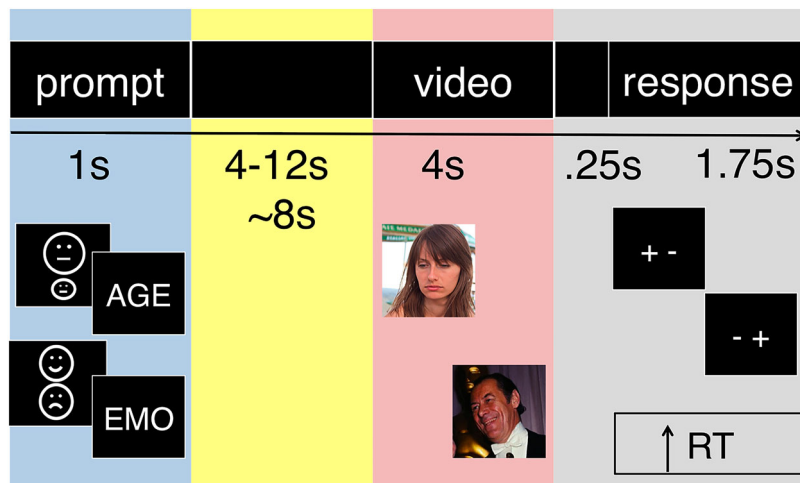 prompt
video
response
1s
4-12s
~8s
4s
.25s
1.75s
AGE
EMO
+ -
- +
↑ RT